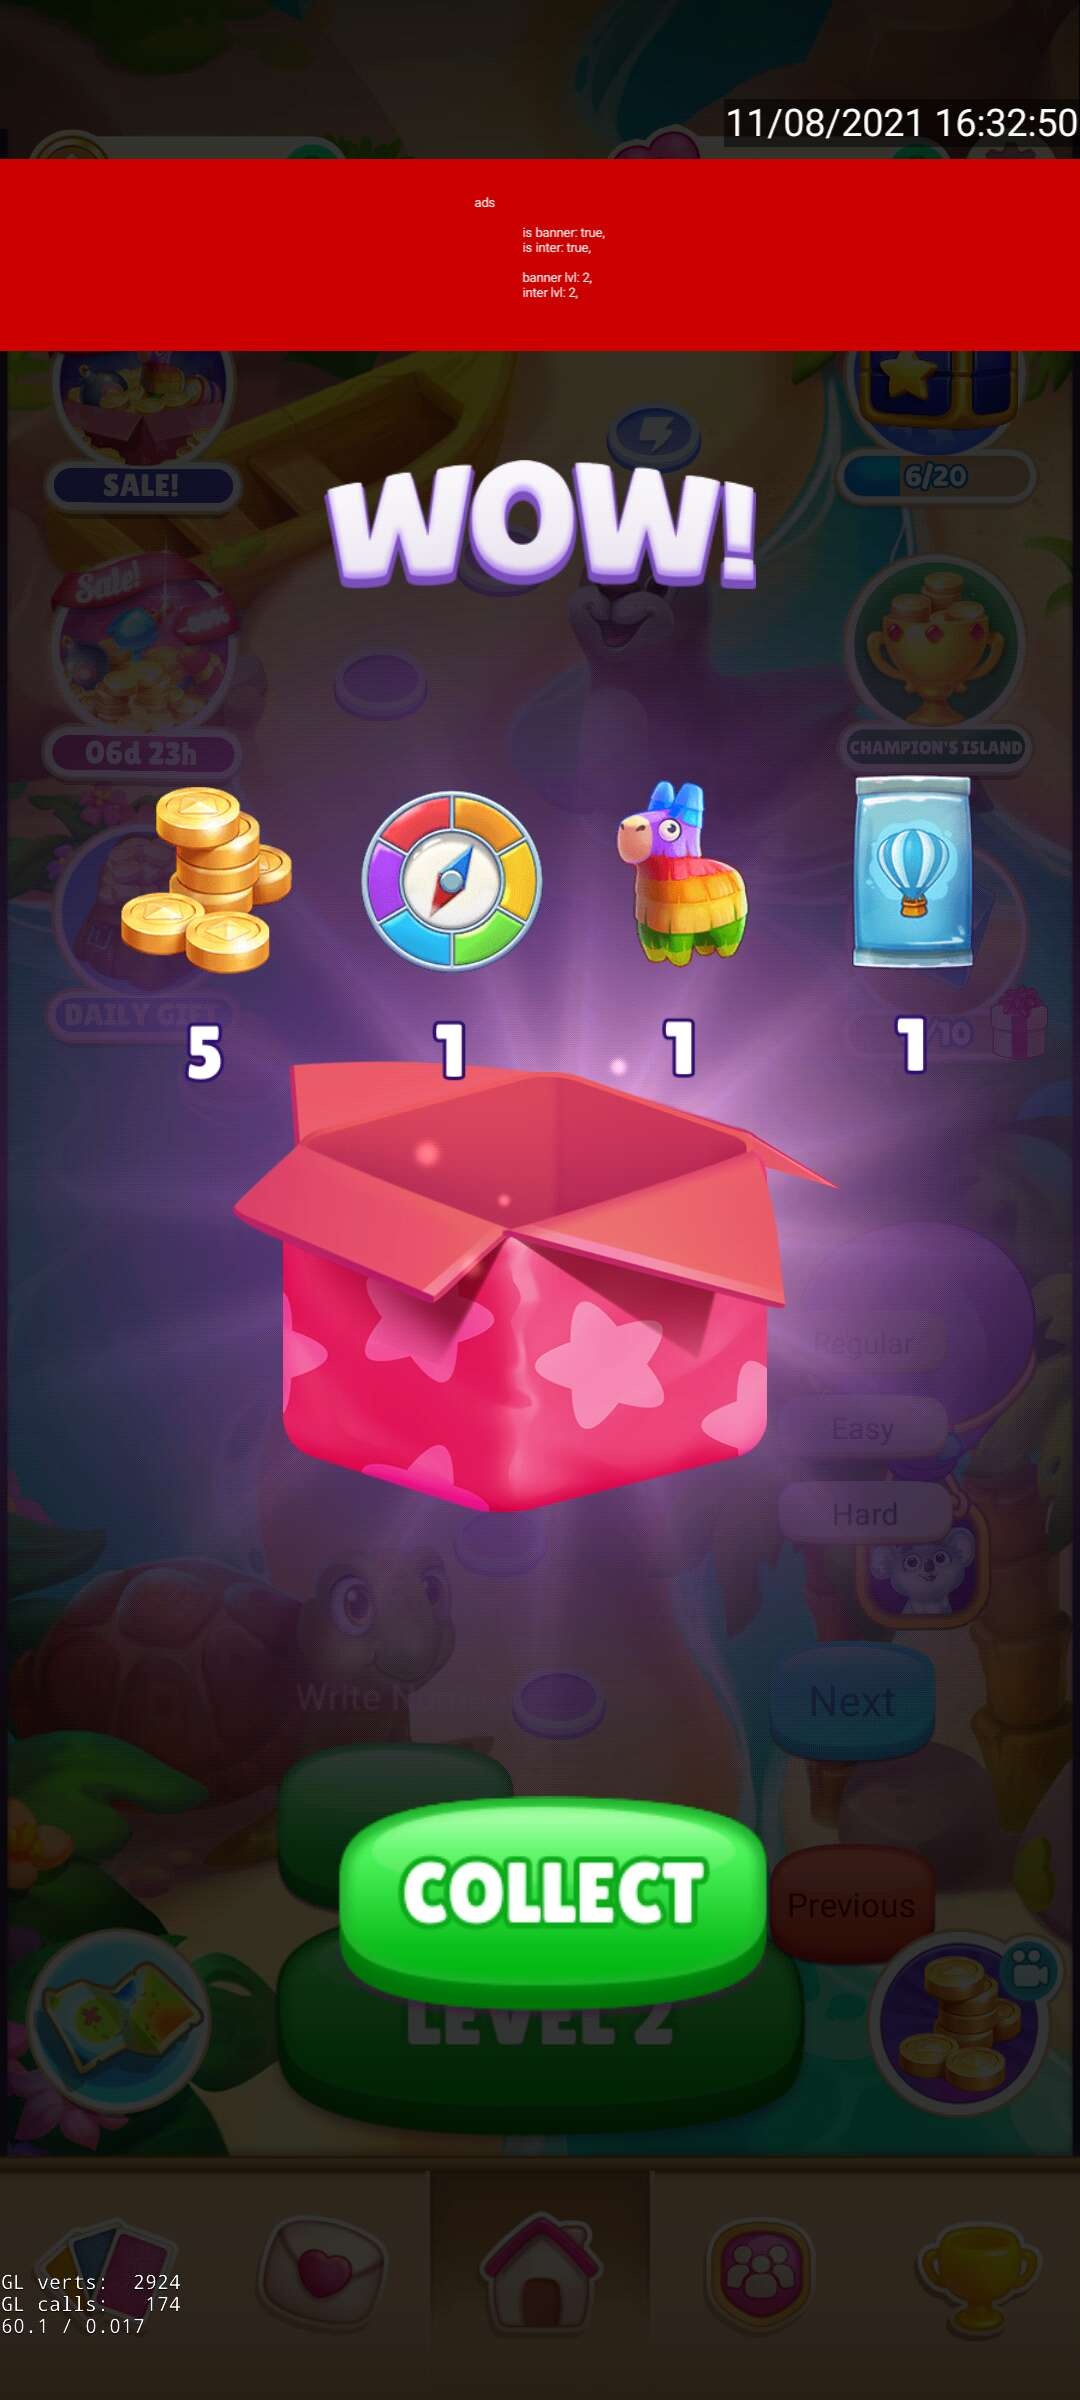 11/08/2021 16:32:50
ads
is banner: true,
is inter: true,
banner lvl: 2,
inter lvl: 2,
SALE!
6/20
WOW!
Sale!
06d 23h
CHAMPION'S ISLAND
DAILY GIFT
/10
5
1
1
1
Regular
Easy
Hard
Write
Next
COLLECT
Previous
LEVEL 2
GL verts: 2924
GL calls: 174
60.1 / 0.017